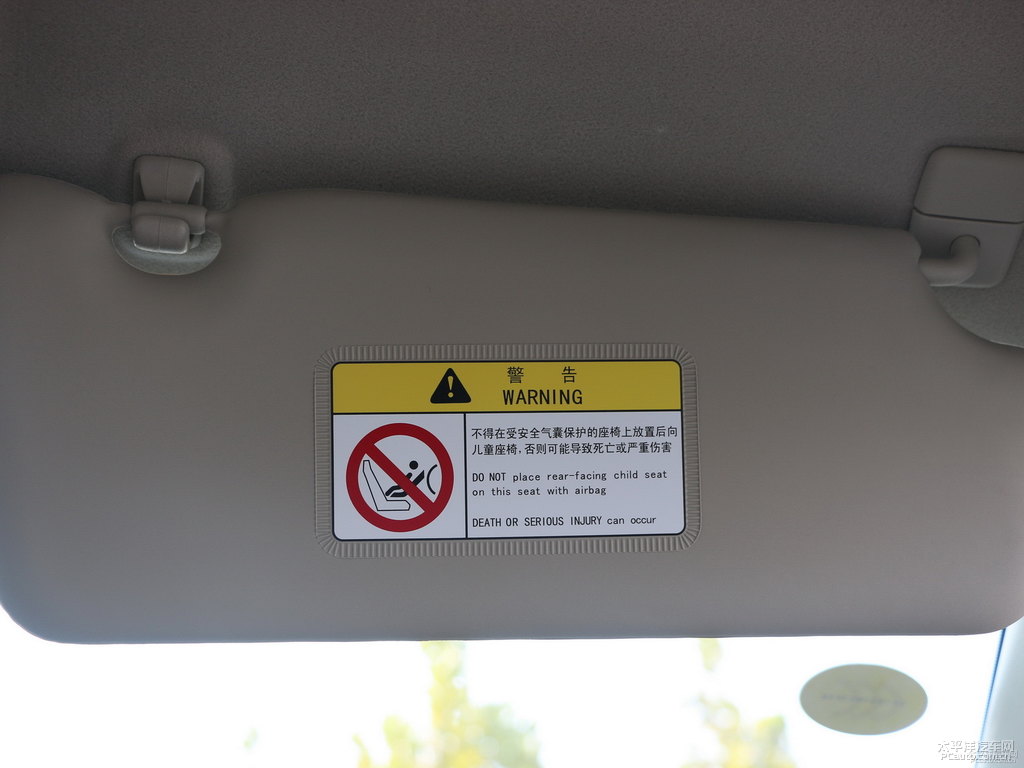 警 告
WARNING
不得在受安全气囊保护的座椅上放置后向
儿童座椅,否则可能导致死亡或严重伤害
DO NOT place rear-facing child seat
on this seat with airbag
DEATH OR SERIOUS INJURY can occur
太平洋汽车网
PCauto.com.cn